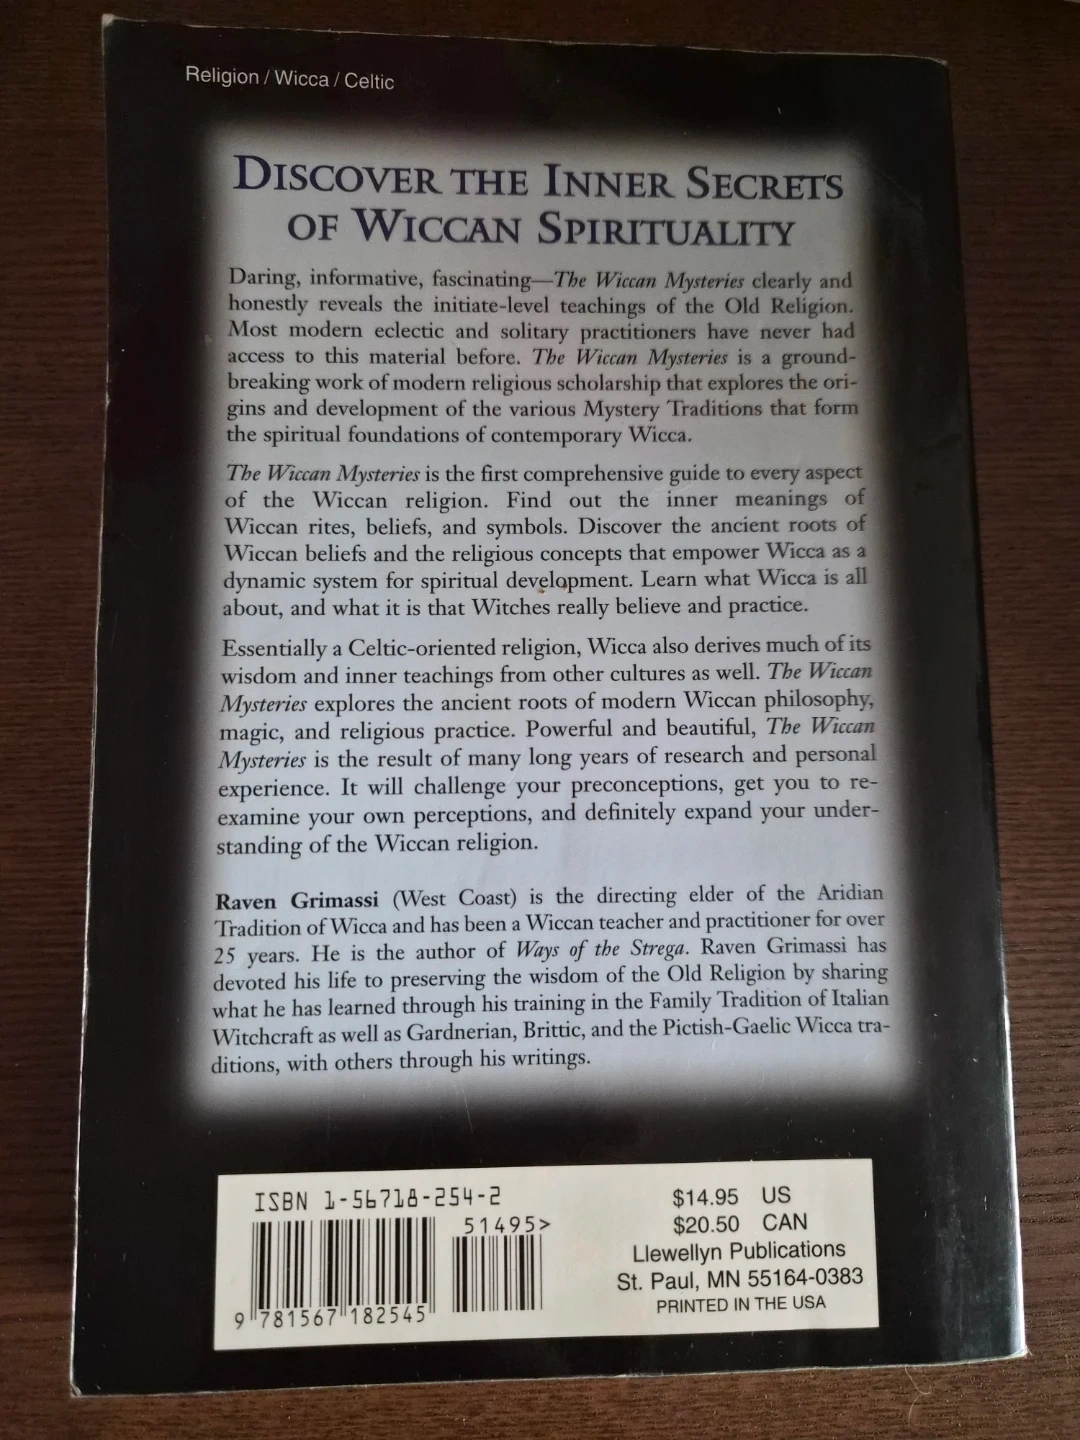 Religion / Wicca / Celtic
DISCOVER THE INNER SECRETS
OF WICCAN SPIRITUALITY
Daring, informative, fascinating—The Wiccan Mysteries clearly and
honestly reveals the initiate-level teachings of the Old Religion.
Most modern eclectic and solitary practitioners have never had
access to this material before. The Wiccan Mysteries is a ground-
breaking work of modern religious scholarship that explores the ori-
gins and development of the various Mystery Traditions that form
the spiritual foundations of contemporary Wicca.
The Wiccan Mysteries is the first comprehensive guide to every aspect
of the Wiccan religion. Find out the inner meanings of
Wiccan rites, beliefs, and symbols. Discover the ancient roots of
Wiccan beliefs and the religious concepts that empower Wicca as a
dynamic system for spiritual development. Learn what Wicca is all
about, and what it is that Witches really believe and practice.
Essentially a Celtic-oriented religion, Wicca also derives much of its
wisdom and inner teachings from other cultures as well. The Wiccan
Mysteries explores the ancient roots of modern Wiccan philosophy,
magic, and religious practice. Powerful and beautiful, The Wiccan
Mysteries is the result of many long years of research and personal
experience. It will challenge your preconceptions, get you to re-
examine your own perceptions, and definitely expand your under-
standing of the Wiccan religion.
Raven Grimassi (West Coast) is the directing elder of the Aridian
Tradition of Wicca and has been a Wiccan teacher and practitioner for over
25 years. He is the author of Ways of the Strega. Raven Grimassi has
devoted his life to preserving the wisdom of the Old Religion by sharing
what he has learned through his training in the Family Tradition of Italian
Witchcraft as well as Gardnerian, Brittic, and the Pictish-Gaelic Wicca tra-
ditions, with others through his writings.
ISBN 1-56718-254-2
51495>
9 781567 182545
$14.95 US
$20.50 CAN
Llewellyn Publications
St. Paul, MN 55164-0383
PRINTED IN THE USA